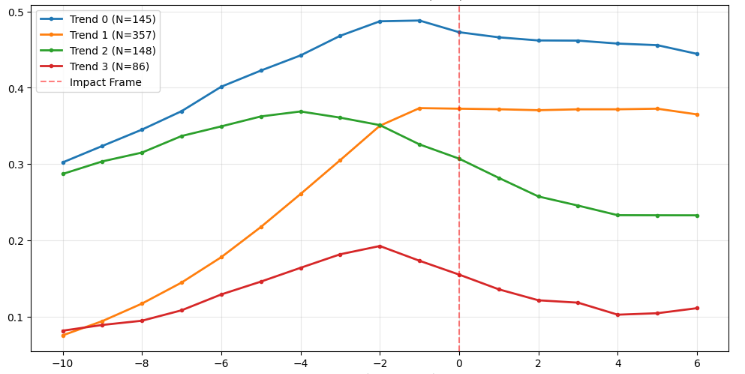 0.5
0.4
0.3
0.2
0.1
Trend 0 (N=145)
Trend 1 (N=357)
Trend 2 (N=148)
Trend 3 (N=86)
Impact Frame
−10 −8 −6 −4 −2 0 2 4 6